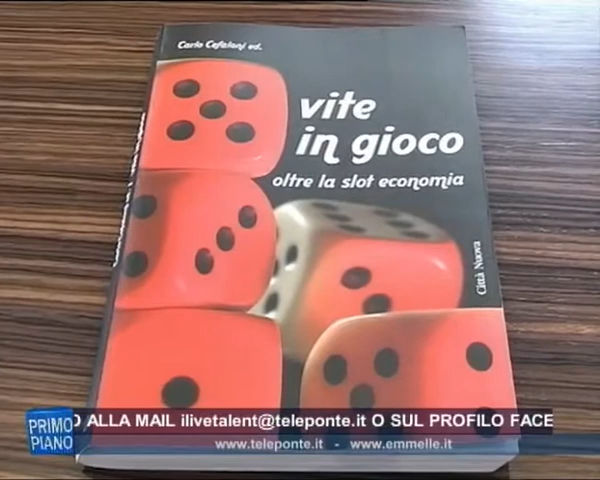 Carlo Cefaloni ed.
vite
in gioco
oltre la slot economia
Città Nuova
PRIMO
PIANO
O ALLA MAIL ilivetalent@teleponte.it O SUL PROFILO FACE
www.teleponte.it - www.emmelle.it